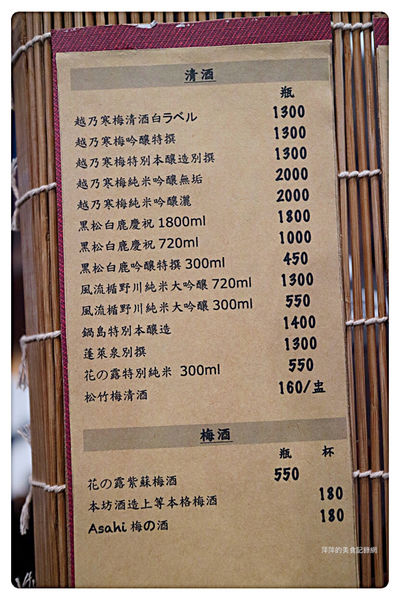 清酒
瓶
越乃寒梅清酒白ラベル 1300
越乃寒梅吟釀特撰 1300
越乃寒梅特別本釀造別撰 1300
越乃寒梅純米吟釀無垢 2000
越乃寒梅純米吟釀灑 2000
黑松白鹿慶祝 1800ml 1800
黑松白鹿慶祝 720ml 1000
黑松白鹿吟釀特撰 300ml 450
風流楯野川純米大吟釀 720ml 1300
風流楯野川純米大吟釀 300ml 550
鍋島特別本釀造 1400
蓬萊泉別撰 1300
花の露特別純米 300ml 550
松竹梅清酒 160/盅
梅酒
瓶 杯
花の露紫蘇梅酒 550
本坊酒造上等本格梅酒 180
Asahi 梅の酒 180
萍萍的美食記錄網